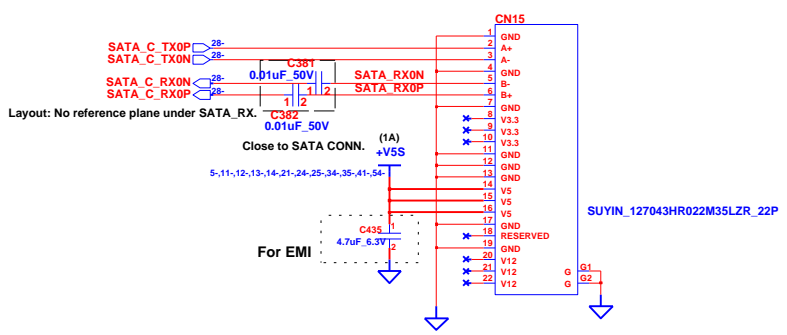 CN15
1 GND
SATA_C_TX0P 28- 2 A+
SATA_C_TX0N 28- 3 A-
C381 4 GND
SATA_C_RX0N 28- 0.01uF_50V SATA_RX0N 5 B-
SATA_C_RX0P 28- 1 2 1 2 SATA_RX0P 6 B+
7 GND
Layout: No reference plane under SATA_RX. C382 8 V3.3
0.01uF_50V 9 V3.3
(1A) 10 V3.3
Close to SATA CONN. +V5S 11 GND
12 GND
5-,11-,12-,13-,14-,21-,24-,25-,34-,35-,41-,54- 13 GND
14 V5
15 V5
16 V5 SUYIN_127043HR022M35LZR_22P
17 GND
C435 1 18 RESERVED
4.7uF_6.3V 2 19 GND
For EMI 20 V12
21 V12 G G1
22 V12 G G2